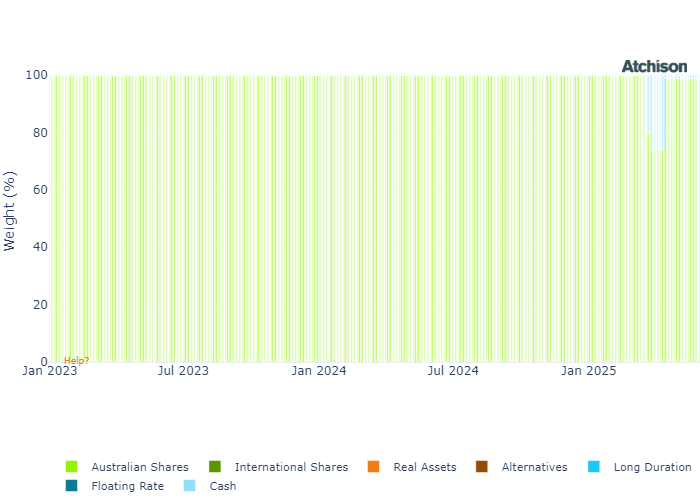 Atchison
100
80
60
40
20
0
Weight (%)
Help?
Jan 2023 Jul 2023 Jan 2024 Jul 2024 Jan 2025
Australian Shares International Shares Real Assets Alternatives Long Duration
Floating Rate Cash